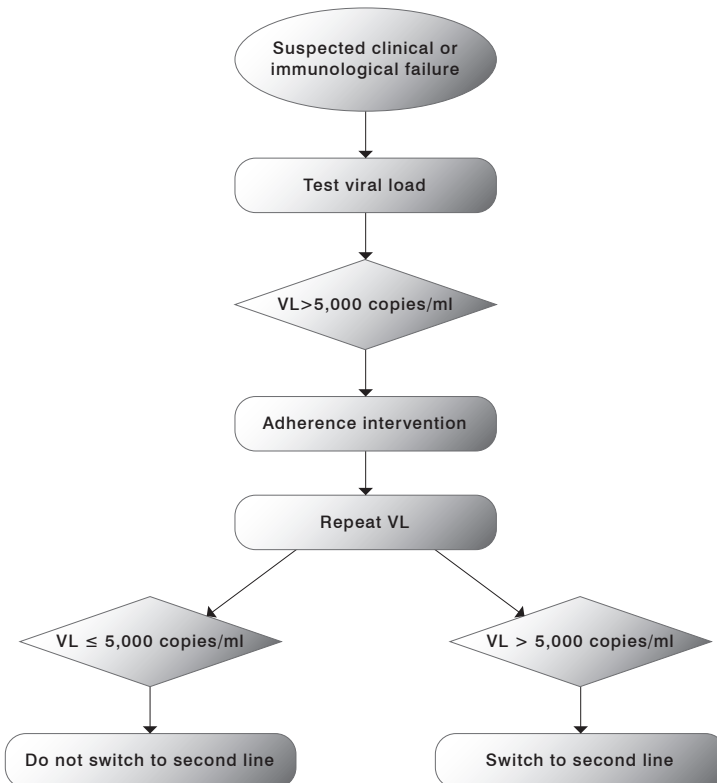 Suspected clinical or
immunological failure
Test viral load
VL>5,000 copies/ml
Adherence intervention
Repeat VL
VL ≤ 5,000 copies/ml
VL > 5,000 copies/ml
Do not switch to second line
Switch to second line